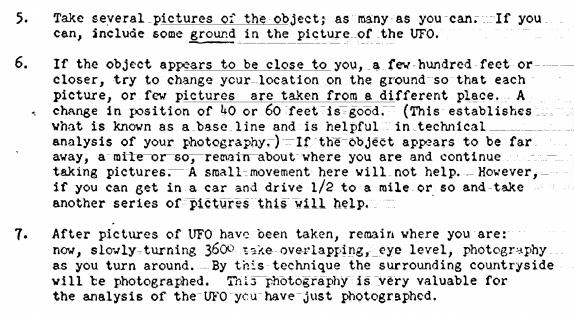 5. Take several pictures of the object; as many as you can. If you
can, include some ground in the picture of the UFO.
6. If the object appears to be close to you, a few hundred feet or
closer, try to change your location on the ground so that each
picture, or few pictures are taken from a different place. A
change in position of 40 or 60 feet is good. (This establishes
what is known as a base line and is helpful in technical
analysis of your photography.) If the object appears to be far
away, a mile or so, remain about where you are and continue
taking pictures. A small movement here will not help. However,
if you can get in a car and drive 1/2 to a mile or so and take
another series of pictures this will help.
7. After pictures of UFO have been taken, remain where you are:
now, slowly turning 360° take overlapping, eye level, photography
as you turn around. By this technique the surrounding countryside
will be photographed. This photography is very valuable for
the analysis of the UFO you have just photographed.